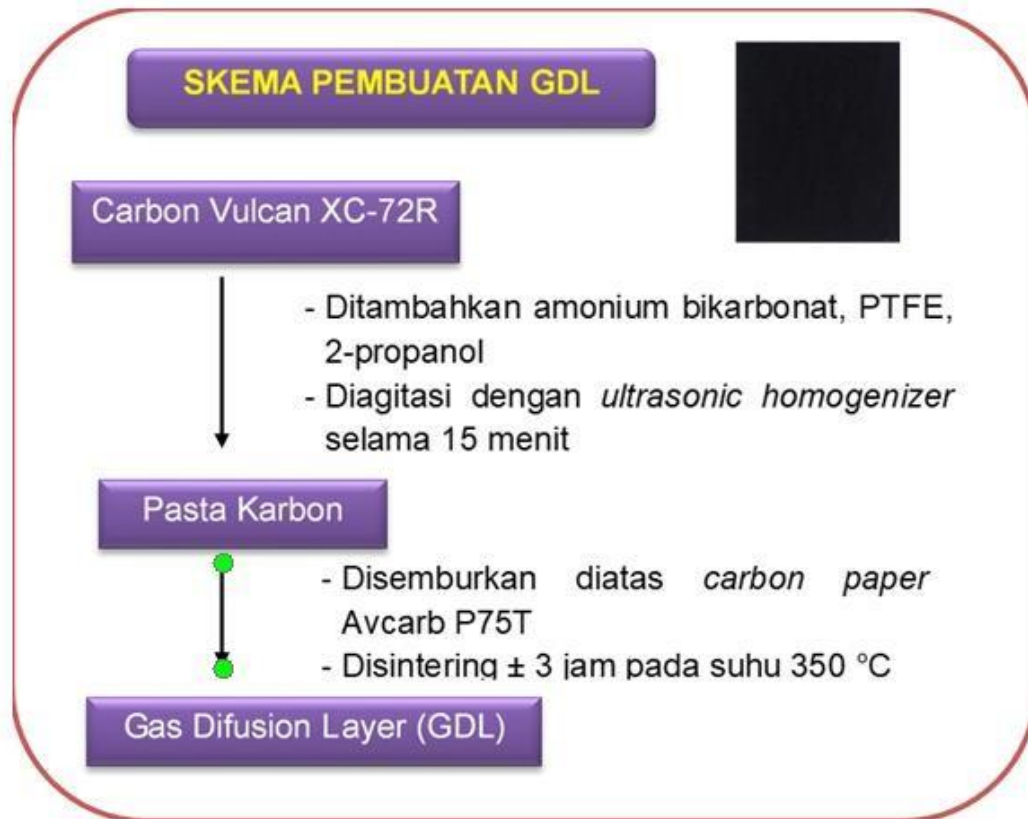 SKEMA PEMBUATAN GDL
Carbon Vulcan XC-72R
- Ditambahkan amonium bikarbonat, PTFE,
2-propanol
- Diagitasi dengan ultrasonic homogenizer
selama 15 menit
Pasta Karbon
- Disemburkan diatas carbon paper
Avcarb P75T
- Disintering ± 3 jam pada suhu 350 °C
Gas Difusion Layer (GDL)